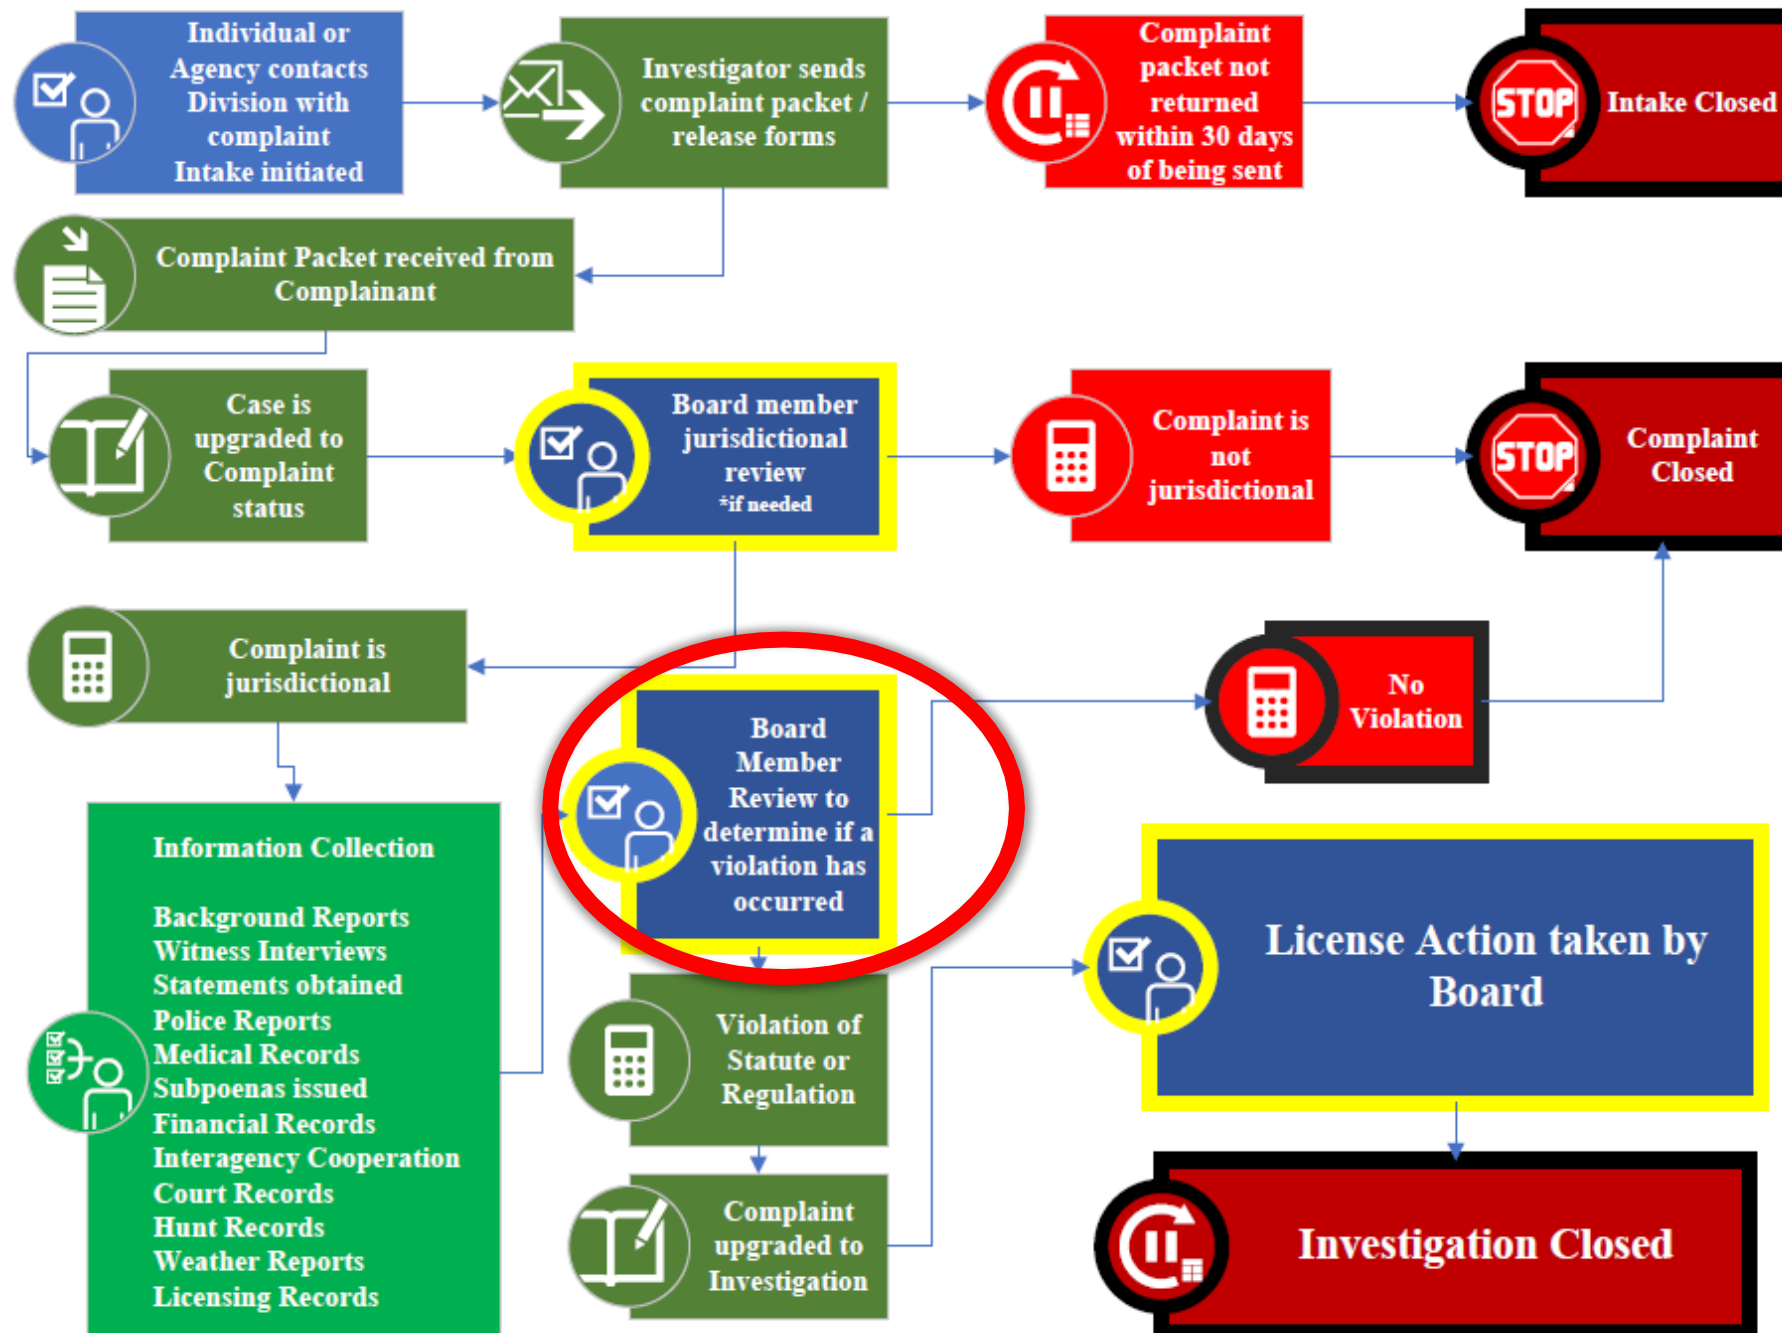 Individual or
Agency contacts
Division with
complaint
Intake initiated
Investigator sends
complaint packet /
release forms
Complaint
packet not
returned
within 30 days
of being sent
STOP
Intake Closed
Complaint Packet received from
Complainant
Case is
upgraded to
Complaint
status
Board member
jurisdictional
review
*if needed
Complaint is
not
jurisdictional
STOP
Complaint
Closed
Complaint is
jurisdictional
Board
Member
Review to
determine if a
violation has
occurred
No
Violation
Information Collection
Background Reports
Witness Interviews
Statements obtained
Police Reports
Medical Records
Subpoenas issued
Financial Records
Interagency Cooperation
Court Records
Hunt Records
Weather Reports
Licensing Records
Violation of
Statute or
Regulation
Complaint
upgraded to
Investigation
License Action taken by
Board
Investigation Closed